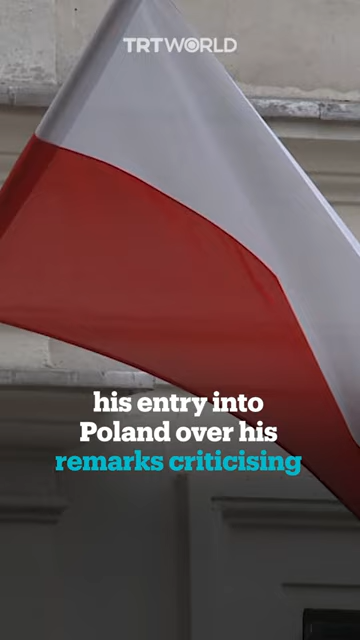 TRTWORLD
his entry into
Poland over his
remarks criticising